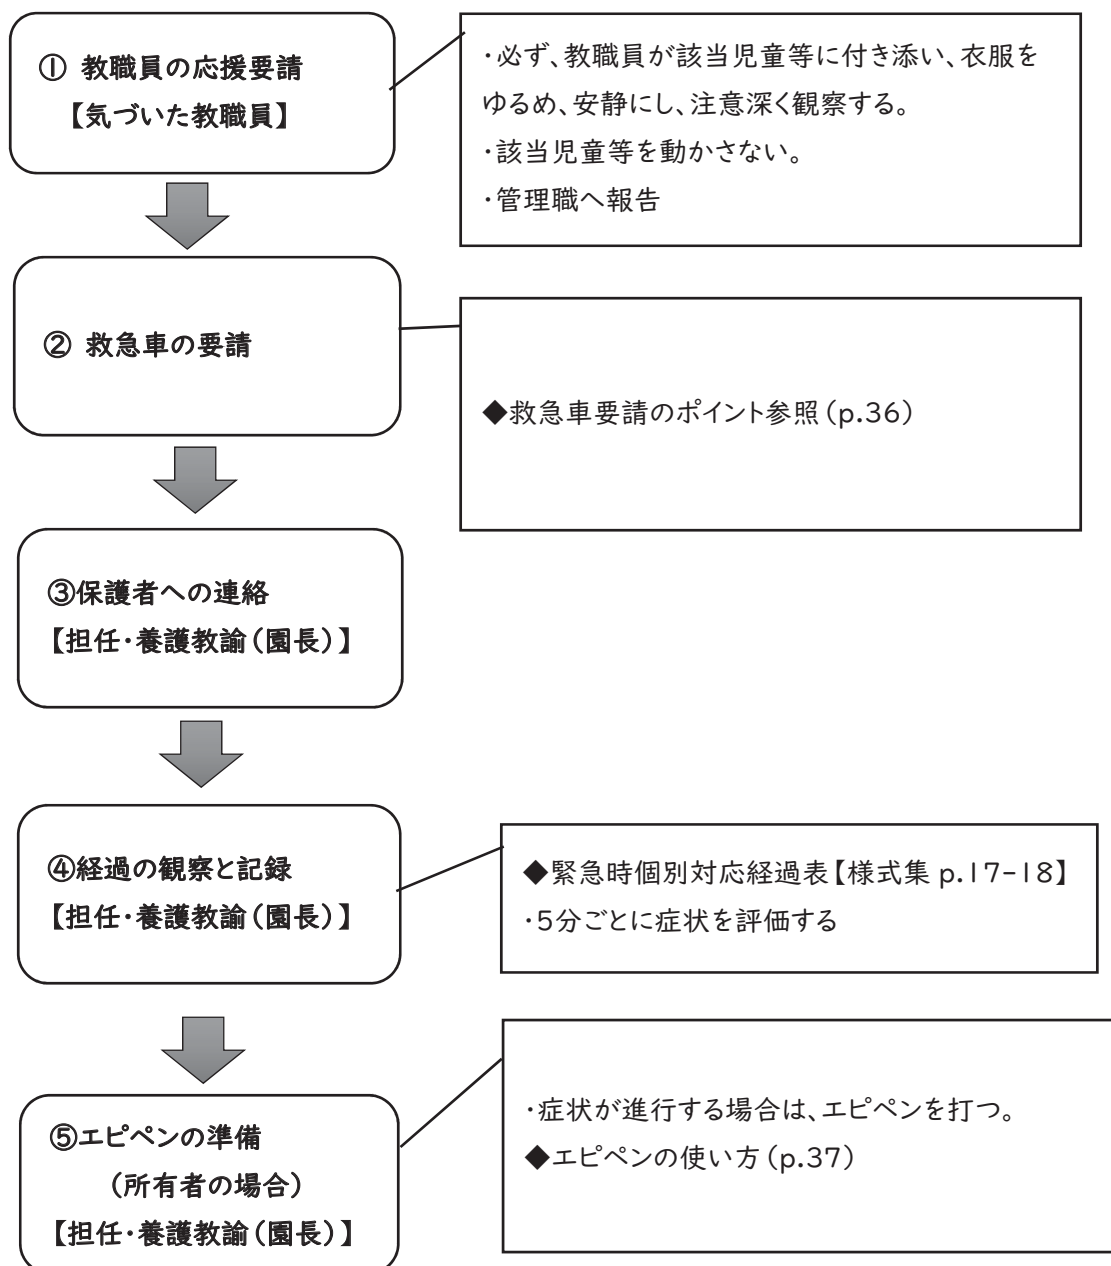 ① 教職員の応援要請
【気づいた教職員】
・必ず、教職員が該当児童等に付き添い、衣服を
ゆるめ、安静にし、注意深く観察する。
・該当児童等を動かさない。
・管理職へ報告
② 救急車の要請
◆救急車要請のポイント参照(p.36)
③保護者への連絡
【担任・養護教諭(園長)】
④経過の観察と記録
【担任・養護教諭(園長)】
◆緊急時個別対応経過表【様式集 p.17-18】
・5分ごとに症状を評価する
⑤エピペンの準備
(所有者の場合)
【担任・養護教諭(園長)】
・症状が進行する場合は、エピペンを打つ。
◆エピペンの使い方(p.37)